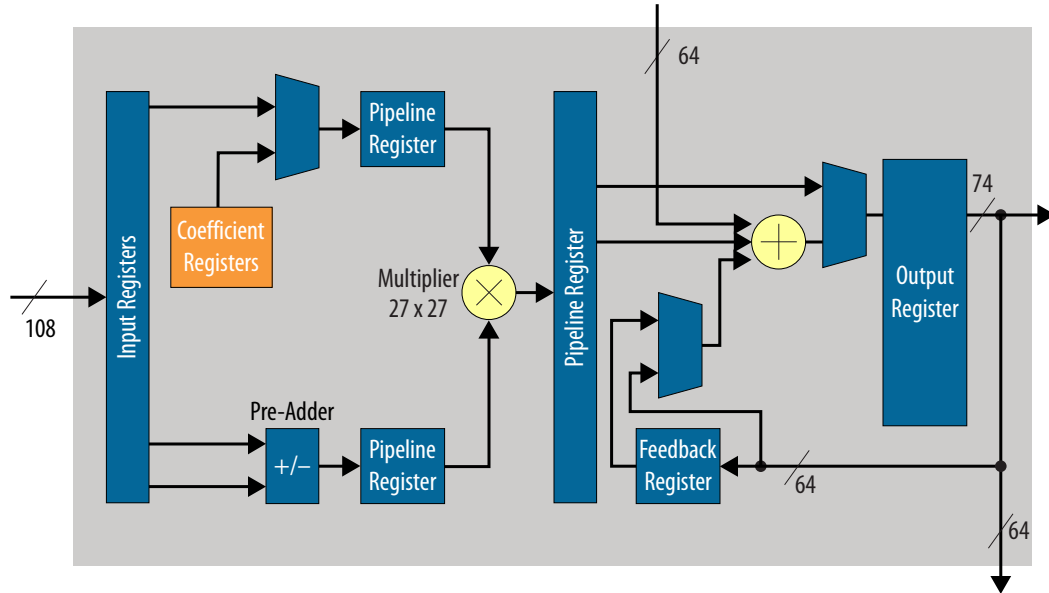 64
Pipeline
Register
Coefficient
Registers
Input Registers
108
Multiplier
27 x 27
×
Pre-Adder
+/−
Pipeline
Register
Pipeline Register
+
Feedback
Register
64
Output
Register
74
64